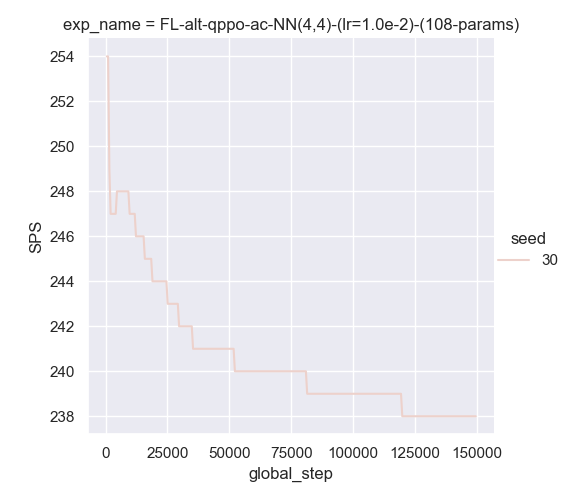 exp_name = FL-alt-qppo-ac-NN(4,4)-(lr=1.0e-2)-(108-params)
254
252
250
248
246
244
242
240
238
SPS
seed
30
0 25000 50000 75000 100000 125000 150000
global_step